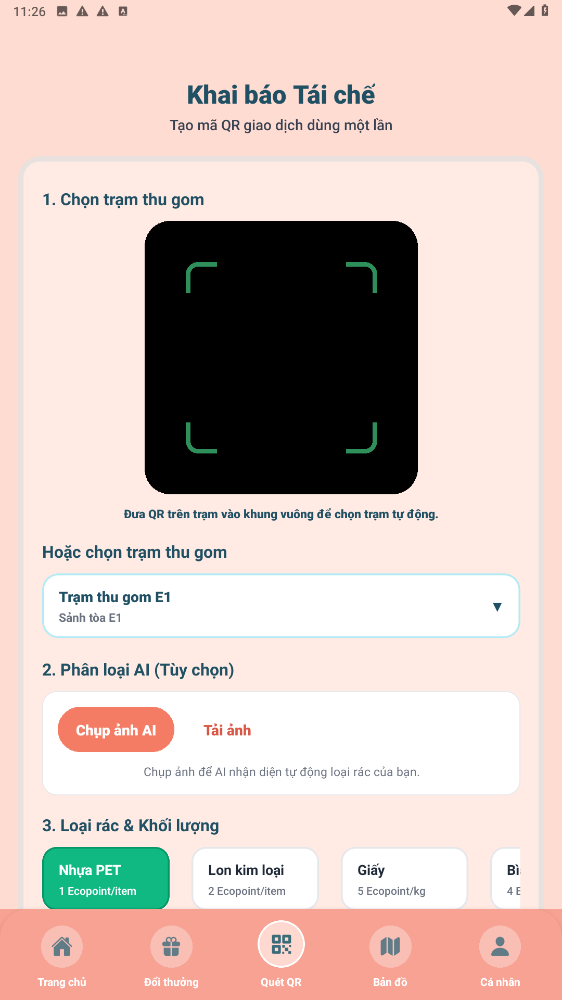 11:26
Khai báo Tái chế
Tạo mã QR giao dịch dùng một lần
1. Chọn trạm thu gom
Đưa QR trên trạm vào khung vuông để chọn trạm tự động.
Hoặc chọn trạm thu gom
Trạm thu gom E1
Sảnh tòa E1
2. Phân loại AI (Tùy chọn)
Chụp ảnh AI
Tải ảnh
Chụp ảnh để AI nhận diện tự động loại rác của bạn.
3. Loại rác & Khối lượng
Nhựa PET
1 Ecopoint/item
Lon kim loại
2 Ecopoint/item
Giấy
5 Ecopoint/kg
4
Trang chủ
Đổi thưởng
Quét QR
Bản đồ
Cá nhân